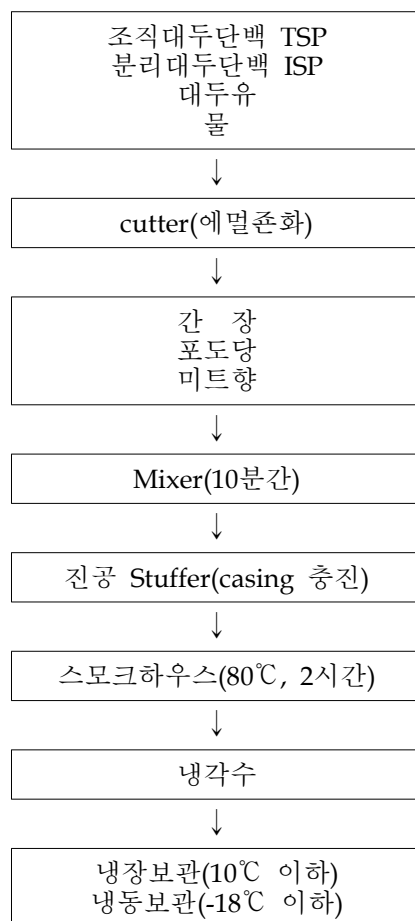 조직대두단백 TSP
분리대두단백 ISP
대두유
물
↓
cutter(에멀죤화)
↓
간 장
포도당
미트향
↓
Mixer(10분간)
↓
진공 Stuffer(casing 충진)
↓
스모크하우스(80℃, 2시간)
↓
냉각수
↓
냉장보관(10℃ 이하)
냉동보관(-18℃ 이하)